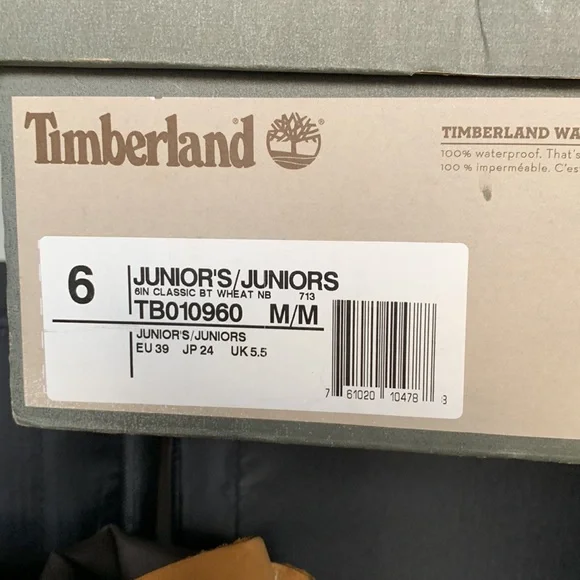 Timberland®
TIMBERLAND WA
100% waterproof. That's
100 % imperméable. C'es
6
JUNIOR'S/JUNIORS
6IN CLASSIC BT WHEAT NB 713
TB010960 M/M
JUNIOR'S/JUNIORS
EU 39 JP 24 UK 5.5
7 61020 10478 8